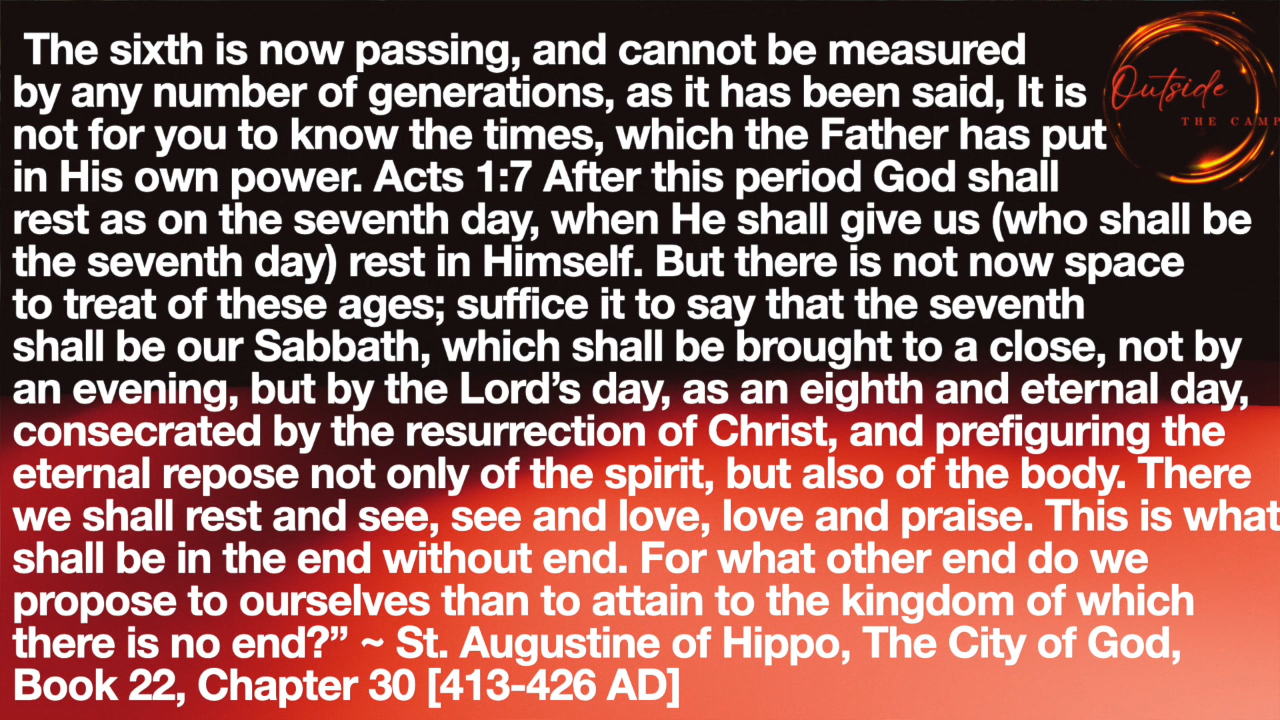 The sixth is now passing, and cannot be measured
by any number of generations, as it has been said, It is
not for you to know the times, which the Father has put
in His own power. Acts 1:7 After this period God shall
rest as on the seventh day, when He shall give us (who shall be
the seventh day) rest in Himself. But there is not now space
to treat of these ages; suffice it to say that the seventh
shall be our Sabbath, which shall be brought to a close, not by
an evening, but by the Lord’s day, as an eighth and eternal day,
consecrated by the resurrection of Christ, and prefiguring the
eternal repose not only of the spirit, but also of the body. There
we shall rest and see, see and love, love and praise. This is what
shall be in the end without end. For what other end do we
propose to ourselves than to attain to the kingdom of which
there is no end?” ~ St. Augustine of Hippo, The City of God,
Book 22, Chapter 30 [413-426 AD]
Outside
THE CAMP